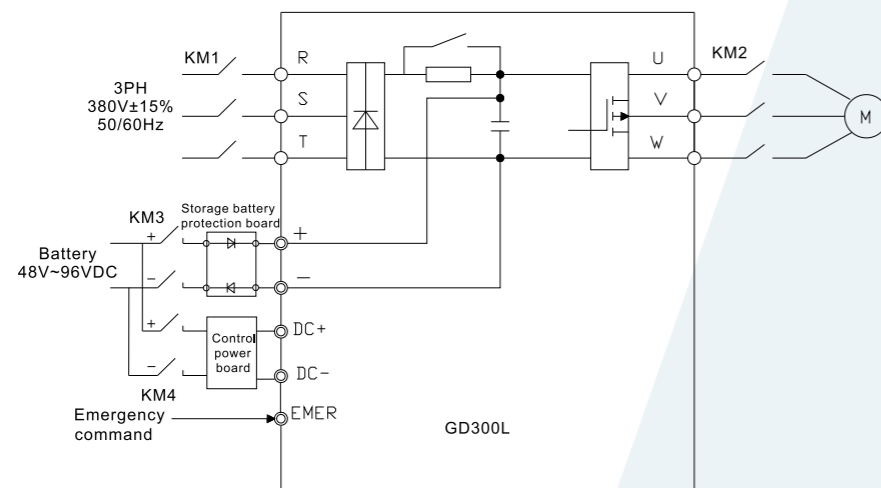 KM1
R
U
KM2
3PH
380V±15%
50/60Hz
S
V
M
T
W
Storage battery
protection board
KM3
+
+
Battery
48V~96VDC
−
−
+
Control
power
board
DC+
−
DC−
KM4
Emergency
command
EMER
GD300L